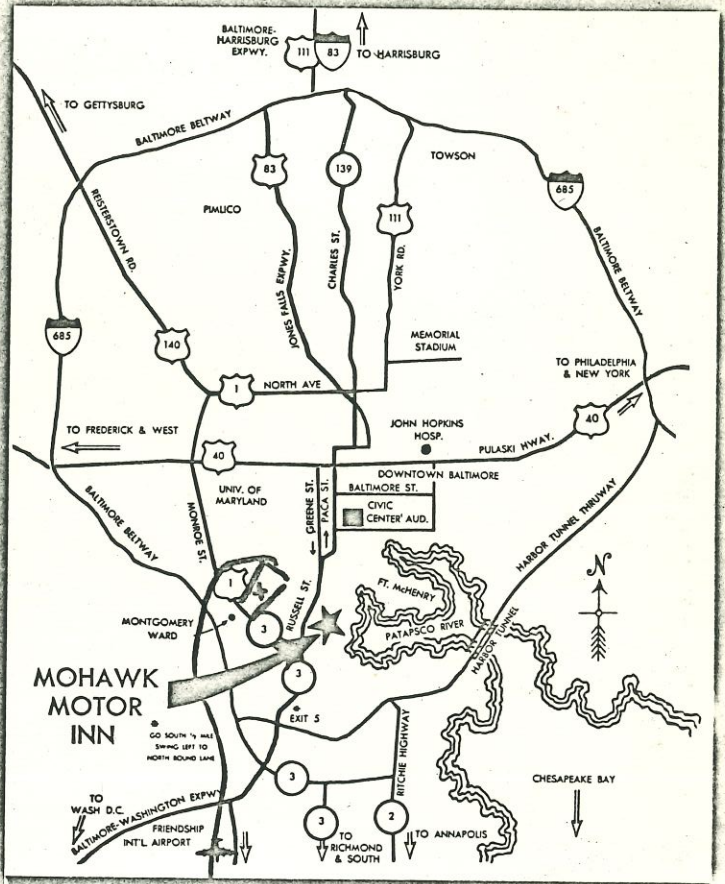 BALTIMORE-
HARRISBURG
EXPWY.
111
83
TO HARRISBURG
TO GETTYSBURG
BALTIMORE BELTWAY
83
139
TOWSON
685
PIMLICO
111
REISTERSTOWN RD.
JONES FALLS EXPWY.
CHARLES ST.
YORK RD.
BALTIMORE BELTWAY
685
140
MEMORIAL
STADIUM
1
NORTH AVE
TO PHILADELPHIA
& NEW YORK
40
TO FREDERICK & WEST
JOHN HOPKINS
HOSP.
PULASKI HWAY.
40
DOWNTOWN BALTIMORE
UNIV. OF
MARYLAND
GREENE ST.
PACA ST.
BALTIMORE ST.
CIVIC
CENTER' AUD.
BALTIMORE BELTWAY
MONROE ST.
HARBOR TUNNEL THRUWAY
N
1
RUSSELL ST.
FT. McHENRY
MONTGOMERY
WARD
3
PATAPSCO RIVER
HARBOR TUNNEL
MOHAWK
MOTOR
INN
3
EXIT 5
GO SOUTH ½ MILE
SWING LEFT TO
NORTH BOUND LANE
RITCHIE HIGHWAY
3
CHESAPEAKE BAY
TO
WASH D.C.
BALTIMORE-WASHINGTON EXPWY
FRIENDSHIP
INT'L. AIRPORT
3
TO
RICHMOND
& SOUTH
2
TO ANNAPOLIS